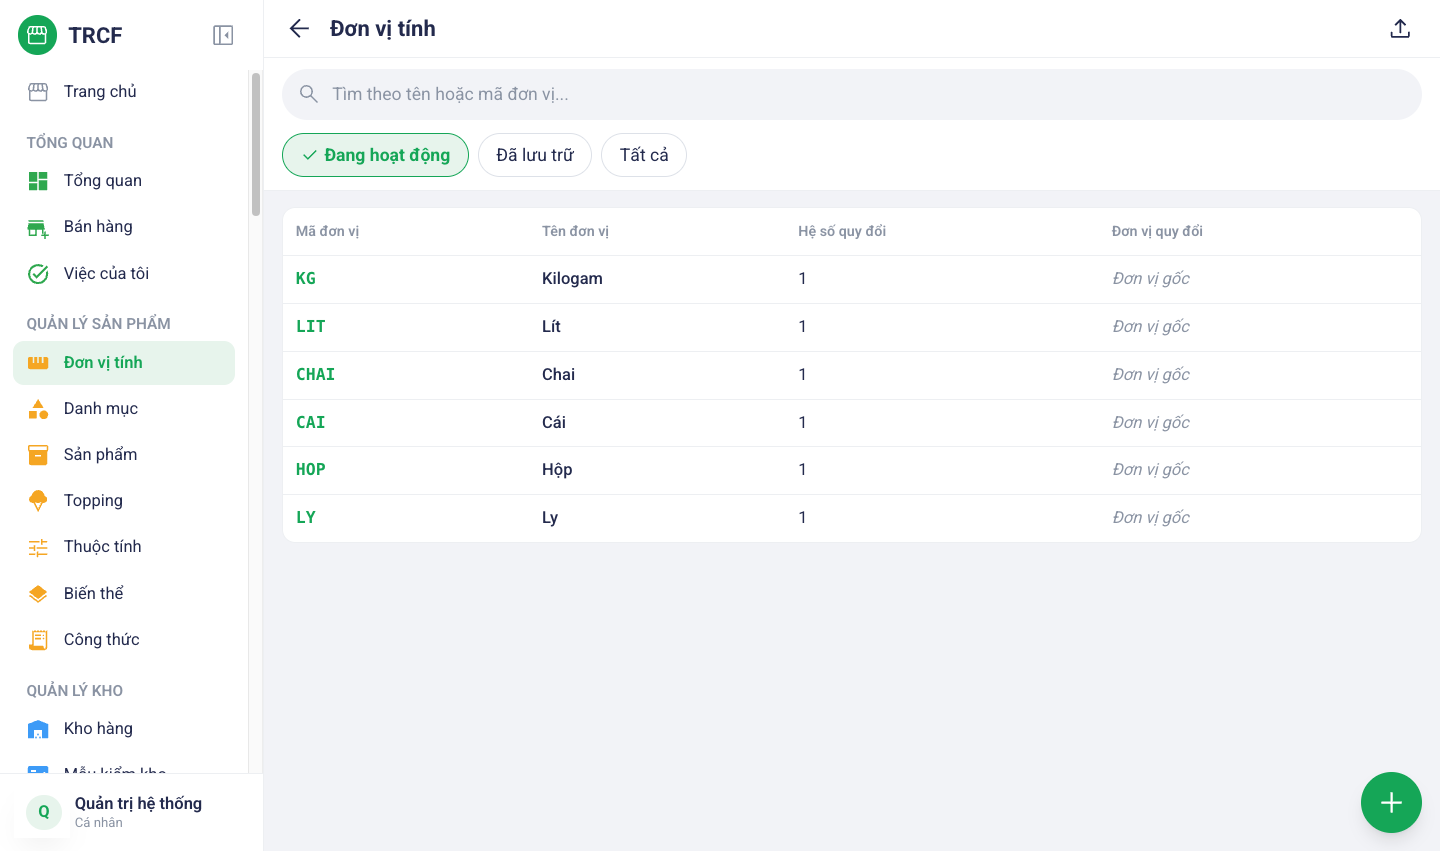 TRCF
Trang chủ
TỔNG QUAN
Tổng quan
Bán hàng
Việc của tôi
QUẢN LÝ SẢN PHẨM
Đơn vị tính
Danh mục
Sản phẩm
Topping
Thuộc tính
Biến thể
Công thức
QUẢN LÝ KHO
Kho hàng
Mẫu kiểm kho
Q
Quản trị hệ thống
Cá nhân
Đơn vị tính
Tìm theo tên hoặc mã đơn vị...
Đang hoạt động Đã lưu trữ Tất cả
Mã đơn vị Tên đơn vị Hệ số quy đổi Đơn vị quy đổi
KG Kilogam 1 Đơn vị gốc
LIT Lít 1 Đơn vị gốc
CHAI Chai 1 Đơn vị gốc
CAI Cái 1 Đơn vị gốc
HOP Hộp 1 Đơn vị gốc
LY Ly 1 Đơn vị gốc